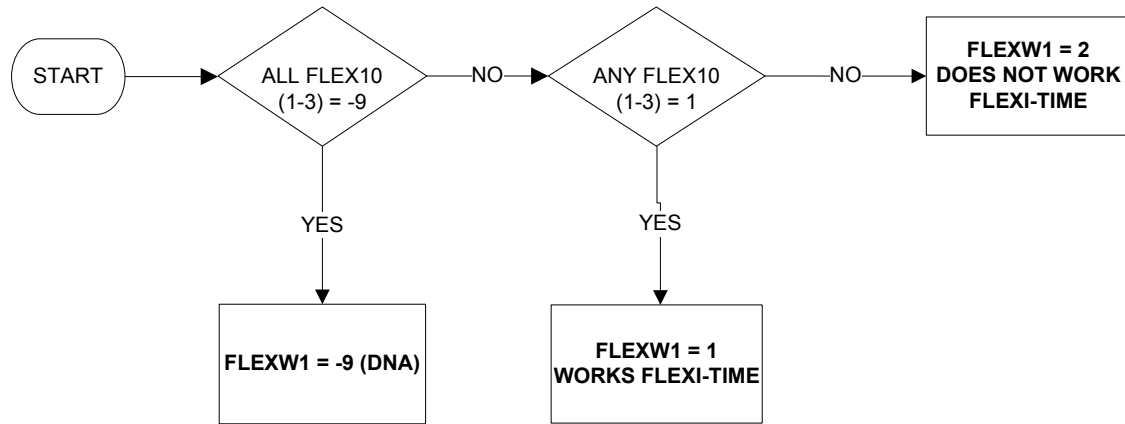 START
ALL FLEX10
(1-3) = -9
NO
ANY FLEX10
(1-3) = 1
NO
FLEXW1 = 2
DOES NOT WORK
FLEXI-TIME
YES
YES
FLEXW1 = -9 (DNA)
FLEXW1 = 1
WORKS FLEXI-TIME